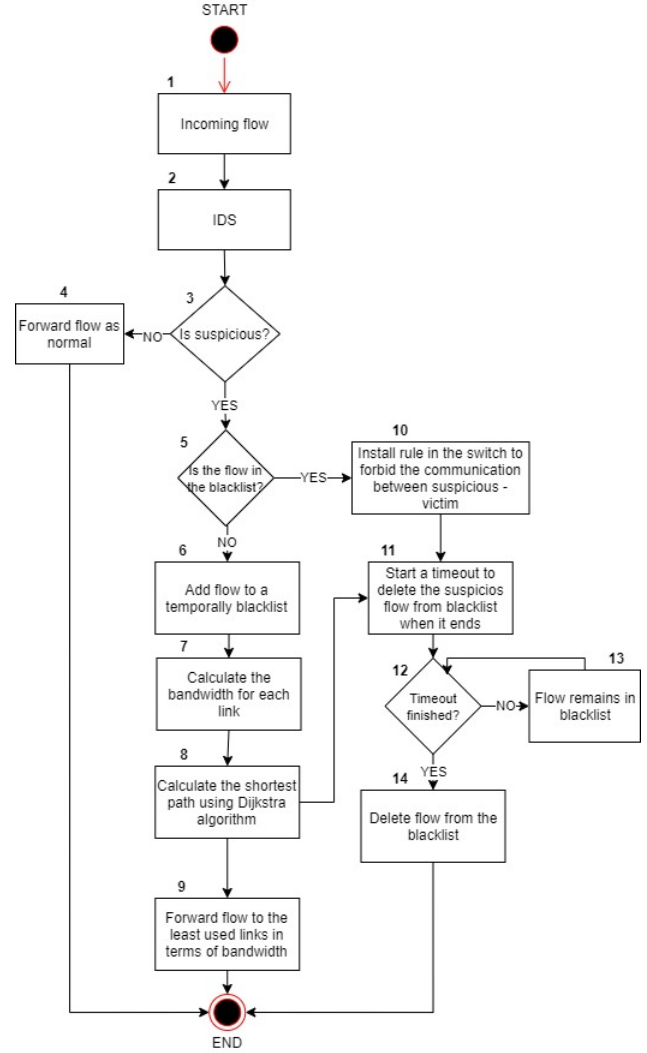 START
1
Incoming flow
2
IDS
3
Is suspicious?
NO
4
Forward flow as
normal
YES
5
Is the flow in
the blacklist?
YES
10
Install rule in the switch to
forbid the communication
between suspicious -
victim
NO
6
Add flow to a
temporally blacklist
7
Calculate the
bandwidth for each
link
8
Calculate the shortest
path using Dijkstra
algorithm
9
Forward flow to the
least used links in
terms of bandwidth
11
Start a timeout to
delete the suspicios
flow from blacklist
when it ends
12
Timeout
finished?
NO
13
Flow remains in
blacklist
YES
14
Delete flow from the
blacklist
END